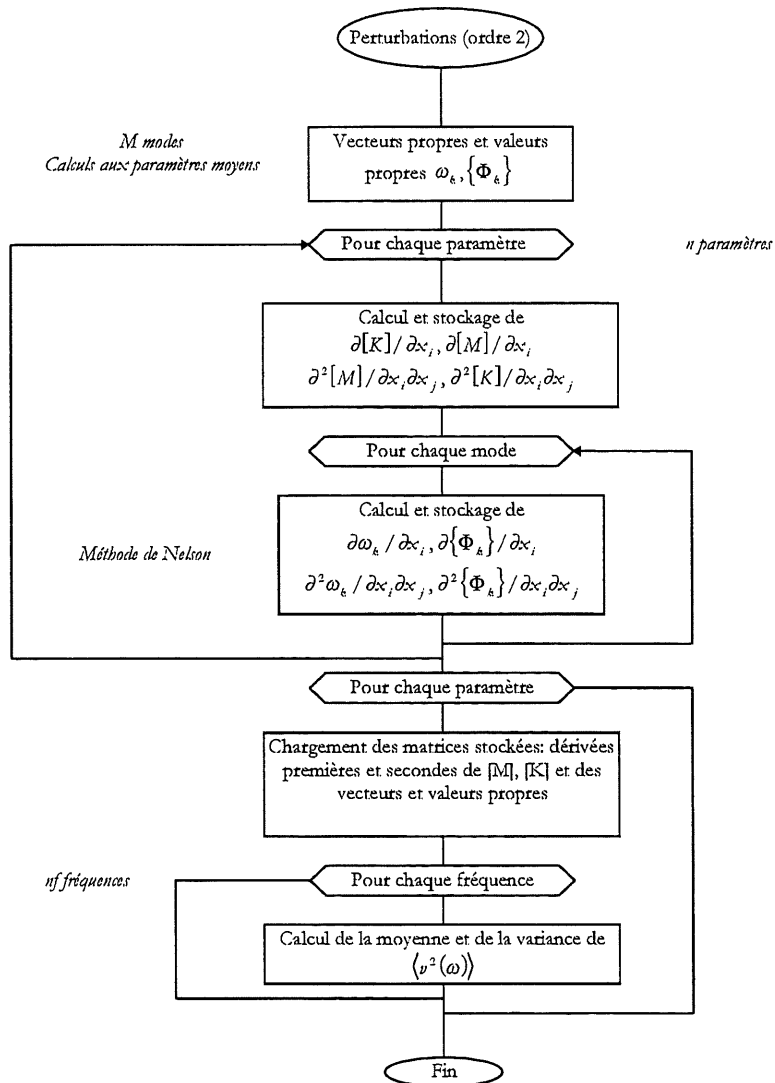 Perturbations (ordre 2)
M modes
Calculs aux paramètres moyens
Vecteurs propres et valeurs
propres ω_k, {Φ_k}
Pour chaque paramètre
n paramètres
Calcul et stockage de
∂[K]/∂x_i, ∂[M]/∂x_i
∂²[M]/∂x_i∂x_j, ∂²[K]/∂x_i∂x_j
Pour chaque mode
Calcul et stockage de
∂ω_k/∂x_i, ∂{Φ_k}/∂x_i
Méthode de Nelson
∂²ω_k/∂x_i∂x_j, ∂²{Φ_k}/∂x_i∂x_j
Pour chaque paramètre
Chargement des matrices stockées: dérivées
premières et secondes de [M], [K] et des
vecteurs et valeurs propres
nf fréquences
Pour chaque fréquence
Calcul de la moyenne et de la variance de
⟨v²(ω)⟩
Fin